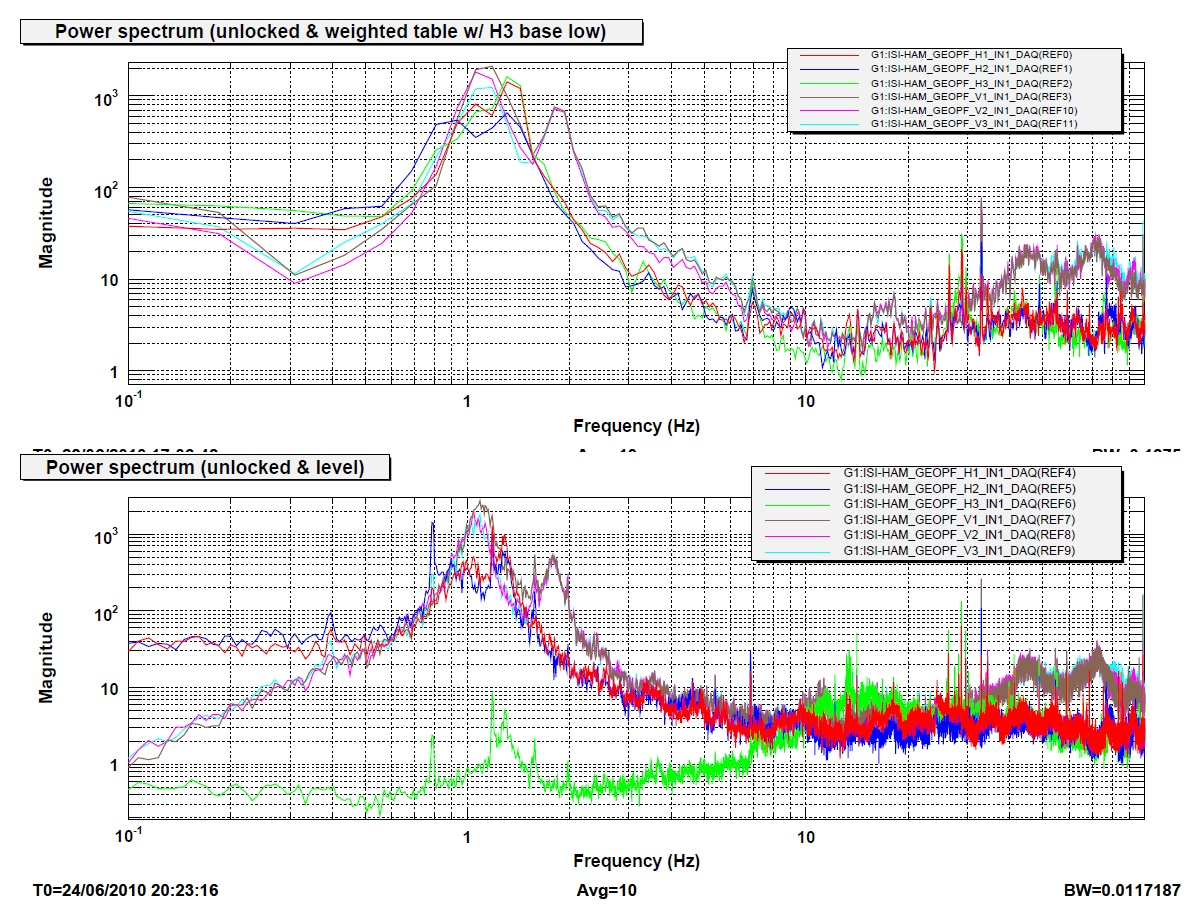 Power spectrum (unlocked & weighted table w/ H3 base low)
G1:ISI-HAM_GEOPF_H1_IN1_DAQ(REF0)
G1:ISI-HAM_GEOPF_H2_IN1_DAQ(REF1)
G1:ISI-HAM_GEOPF_H3_IN1_DAQ(REF2)
G1:ISI-HAM_GEOPF_V1_IN1_DAQ(REF3)
G1:ISI-HAM_GEOPF_V2_IN1_DAQ(REF10)
G1:ISI-HAM_GEOPF_V3_IN1_DAQ(REF11)
10³
10²
10
1
Magnitude
10⁻¹ 1 10
Frequency (Hz)
Power spectrum (unlocked & level)
G1:ISI-HAM_GEOPF_H1_IN1_DAQ(REF4)
G1:ISI-HAM_GEOPF_H2_IN1_DAQ(REF5)
G1:ISI-HAM_GEOPF_H3_IN1_DAQ(REF6)
G1:ISI-HAM_GEOPF_V1_IN1_DAQ(REF7)
G1:ISI-HAM_GEOPF_V2_IN1_DAQ(REF8)
G1:ISI-HAM_GEOPF_V3_IN1_DAQ(REF9)
10³
10²
10
1
Magnitude
10⁻¹ 1 10
Frequency (Hz)
T0=24/06/2010 20:23:16 Avg=10 BW=0.0117187